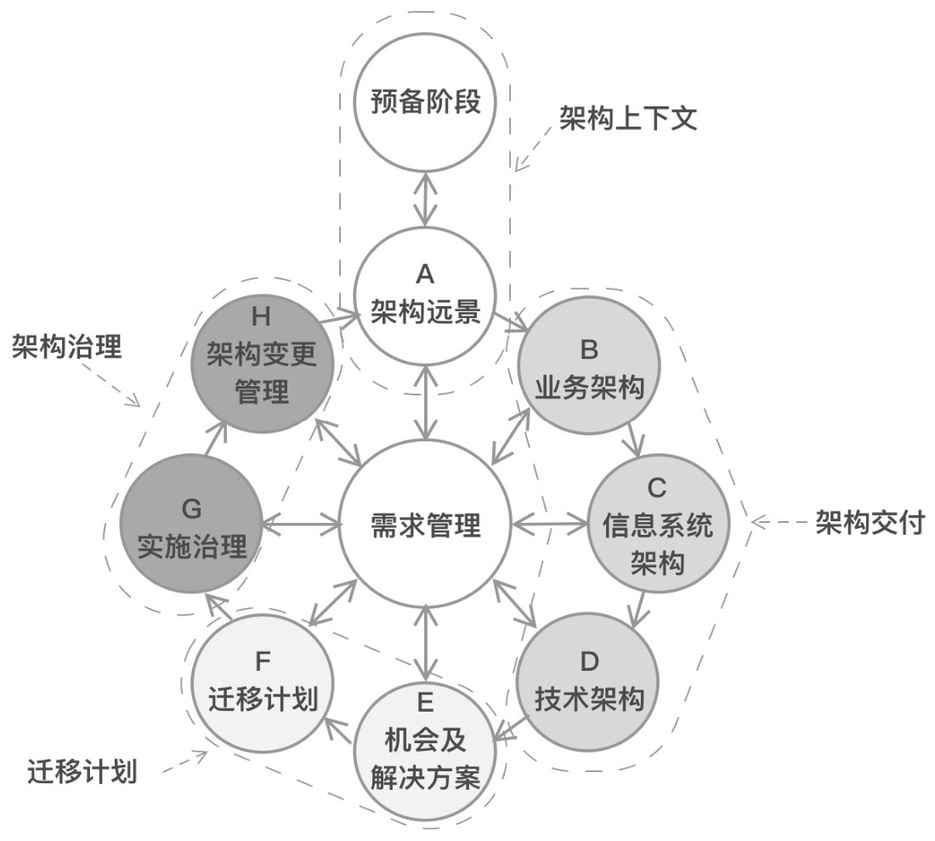 预备阶段
架构上下文
A
架构远景
H
架构变更
管理
B
业务架构
架构治理
G
实施治理
需求管理
C
信息系统
架构
架构交付
F
迁移计划
E
机会及
解决方案
D
技术架构
迁移计划